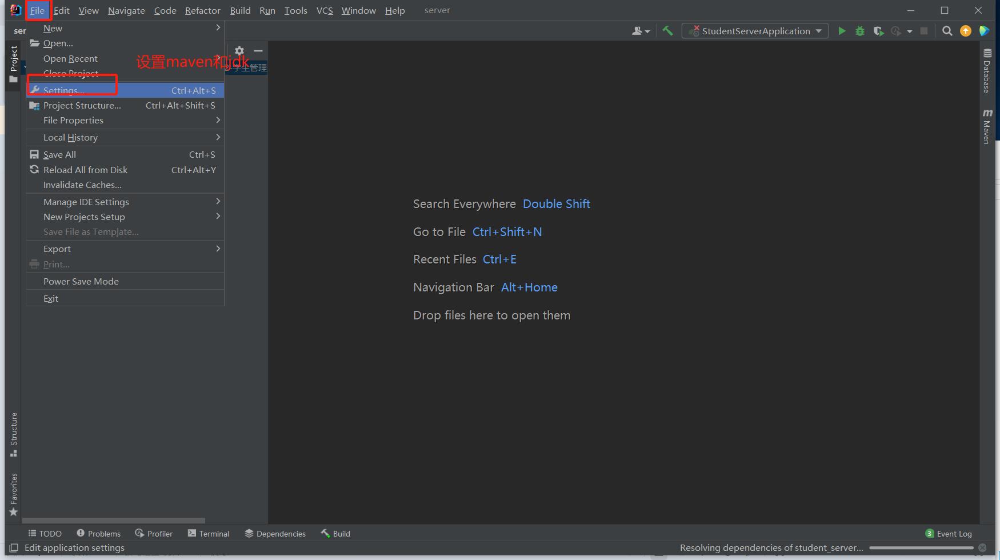 File Edit View Navigate Code Refactor Build Run Tools VCS Window Help server
ser
StudentServerApplication
New
Open...
Open Recent
设置maven和jdk
Close Project
学生管理
Settings... Ctrl+Alt+S
Project Structure... Ctrl+Alt+Shift+S
File Properties
Local History
Save All Ctrl+S
Reload All from Disk Ctrl+Alt+Y
Invalidate Caches...
Manage IDE Settings
New Projects Setup
Save File as Template...
Export
Print...
Power Save Mode
Exit
Project
Structure
Favorites
Search Everywhere Double Shift
Go to File Ctrl+Shift+N
Recent Files Ctrl+E
Navigation Bar Alt+Home
Drop files here to open them
Database
m
Maven
TODO Problems Profiler Terminal Dependencies Build 3 Event Log
Edit application settings Resolving dependencies of student_server...